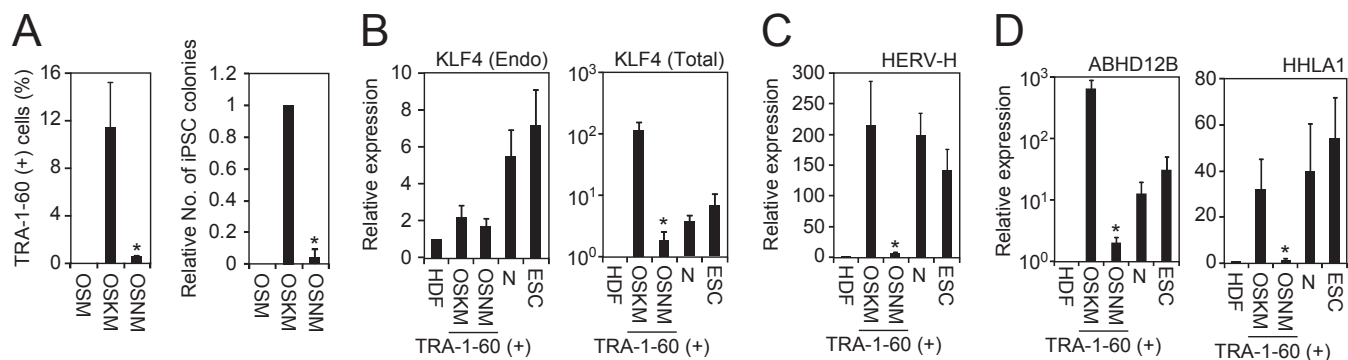 A
TRA-1-60 (+) cells (%)
16
12
8
4
0
OSM
OSKM
OSNM
*
Relative No. of iPSC colonies
1.2
1
0.8
0.6
0.4
0.2
0
OSM
OSKM
OSNM
*
B
KLF4 (Endo)
Relative expression
10
8
6
4
2
0
HDF
OSKM
OSNM
N
ESC
TRA-1-60 (+)
KLF4 (Total)
10²
10¹
10⁰
*
HDF
OSKM
OSNM
N
ESC
TRA-1-60 (+)
C
HERV-H
Relative expression
300
250
200
150
100
50
0
*
HDF
OSKM
OSNM
N
ESC
TRA-1-60 (+)
D
ABHD12B
Relative expression
10³
10²
10¹
10⁰
*
HDF
OSKM
OSNM
N
ESC
TRA-1-60 (+)
HHLA1
80
60
40
20
0
*
HDF
OSKM
OSNM
N
ESC
TRA-1-60 (+)